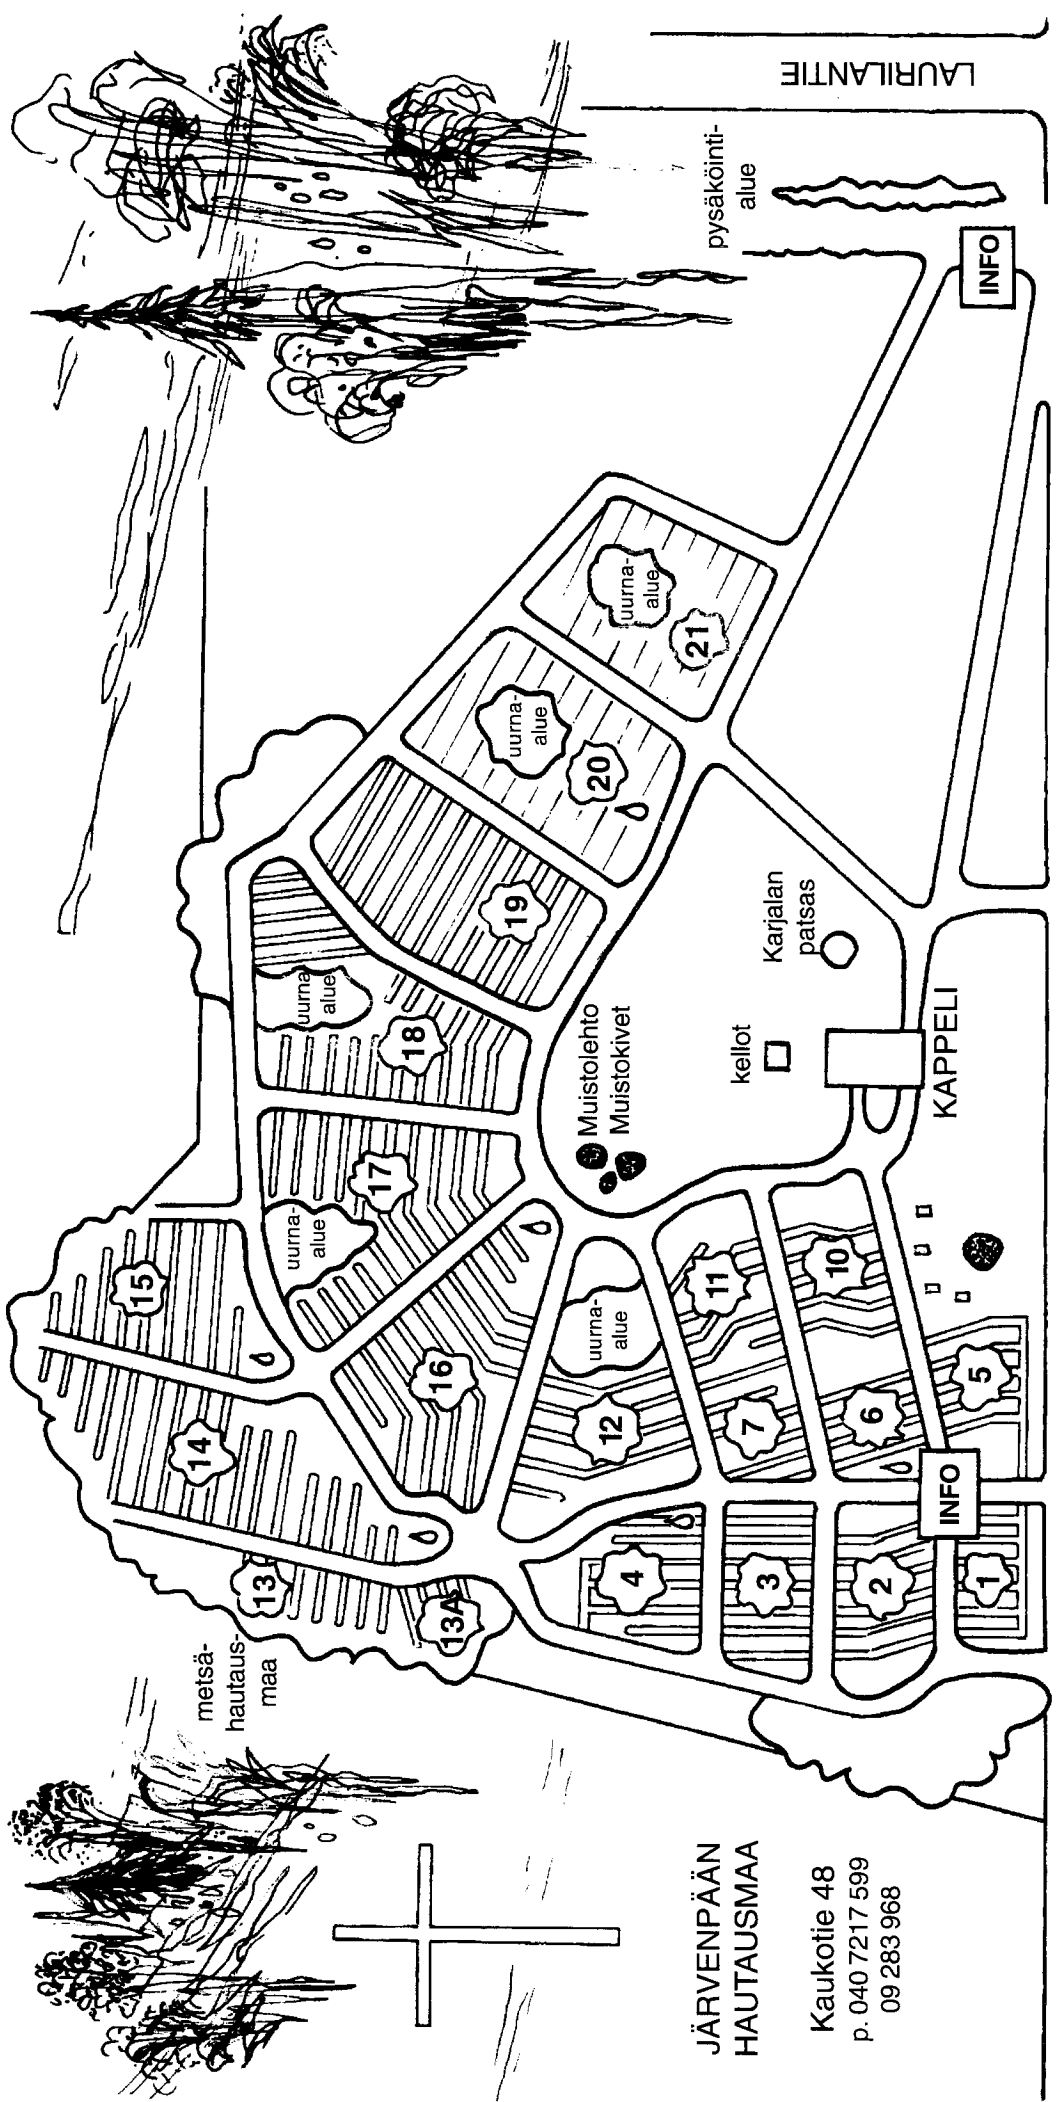 JÄRVENPÄÄN
HAUTAUSMAA
Kaukotie 48
p. 040 7217 599
09 283 968
metsä-
hautaus-
maa
13
13A
14
15
16
17
uurna-
alue
18
uurna
alue
19
20
uurna-
alue
21
uurna-
alue
12
uurna-
alue
11
10
7
6
5
4
3
2
1
INFO
Muistolehto
Muistokivet
kellot
Karjalan
patsas
KAPPELI
pysäköinti-
alue
INFO
LAURILANTIE